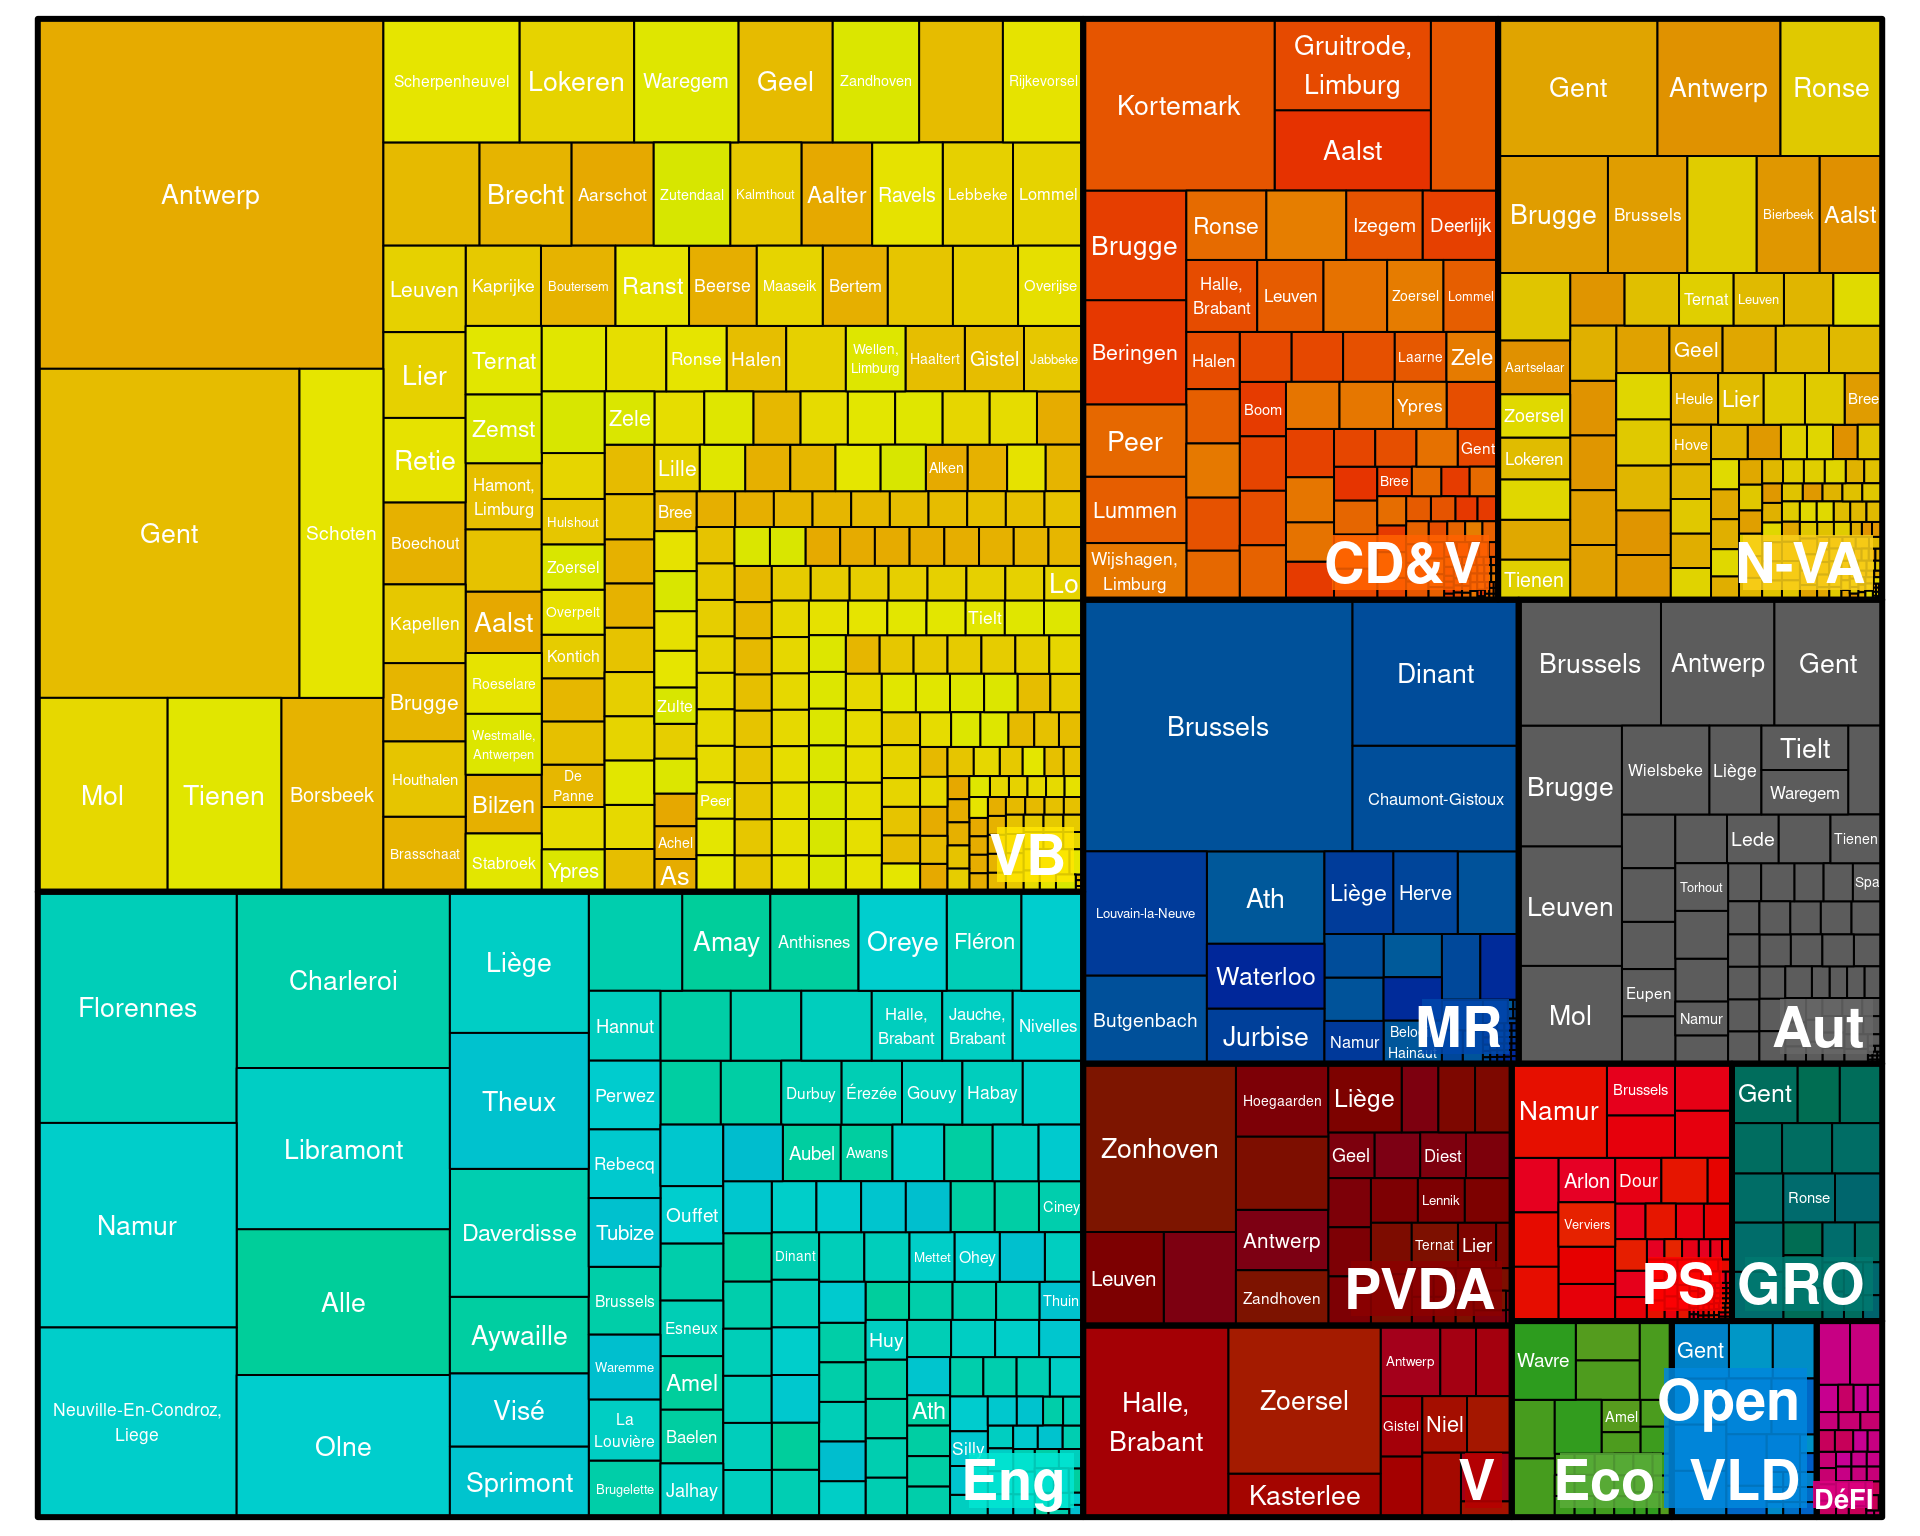 Antwerp
Scherpenheuvel
Lokeren
Waregem
Geel
Zandhoven
Rijkevorsel
Brecht
Aarschot
Zutendaal
Kalmthout
Aalter
Ravels
Lebbeke
Lommel
Leuven
Kaprijke
Boutersem
Ranst
Beerse
Maaseik
Bertem
Overijse
Lier
Ternat
Ronse
Halen
Wellen,
Limburg
Haaltert
Gistel
Jabbeke
Gent
Schoten
Retie
Zemst
Zele
Hamont,
Limburg
Lille
Alken
Boechout
Hulshout
Bree
Zoersel
Lo
Kapellen
Aalst
Overpelt
Tielt
Kontich
Brugge
Roeselare
Zulte
Westmalle,
Antwerpen
Mol
Tienen
Borsbeek
Houthalen
Bilzen
De
Panne
Peer
Brasschaat
Stabroek
Ypres
Achel
As
VB
Kortemark
Gruitrode,
Limburg
Aalst
Brugge
Ronse
Izegem
Deerlijk
Halle,
Brabant
Leuven
Zoersel
Lommel
Beringen
Halen
Laarne
Zele
Boom
Ypres
Peer
Gent
Bree
Lummen
Wijshagen,
Limburg
CD&V
Gent
Antwerp
Ronse
Brugge
Brussels
Bierbeek
Aalst
Ternat
Leuven
Aartselaar
Geel
Zoersel
Heule
Lier
Bree
Lokeren
Hove
Tienen
N-VA
Brussels
Dinant
Chaumont-Gistoux
Louvain-la-Neuve
Ath
Liège
Herve
Waterloo
Butgenbach
Jurbise
Namur
Hainaut
MR
Brussels
Antwerp
Gent
Brugge
Wielsbeke
Liège
Tielt
Waregem
Lede
Tienen
Leuven
Torhout
Spa
Mol
Eupen
Namur
Aut
Florennes
Charleroi
Liège
Amay
Anthisnes
Oreye
Fléron
Hannut
Halle,
Brabant
Jauche,
Brabant
Nivelles
Theux
Perwez
Durbuy
Érezée
Gouvy
Habay
Libramont
Rebecq
Aubel
Awans
Namur
Daverdisse
Tubize
Ouffet
Ciney
Dinant
Mettet
Ohey
Alle
Aywaille
Brussels
Esneux
Thuin
Huy
Waremme
Amel
Neuville-En-Condroz,
Liege
Olne
Visé
La
Louvière
Baelen
Ath
Silly
Sprimont
Brugelette
Jalhay
Eng
Zonhoven
Hoegaarden
Liège
Geel
Diest
Lennik
Antwerp
Ternat
Lier
Leuven
Zandhoven
PVDA
Namur
Brussels
Arlon
Dour
Verviers
PS
Gent
Ronse
GRO
Halle,
Brabant
Zoersel
Antwerp
Gistel
Niel
Kasterlee
V
Wavre
Amel
Eco
Gent
Open
VLD
DéFI